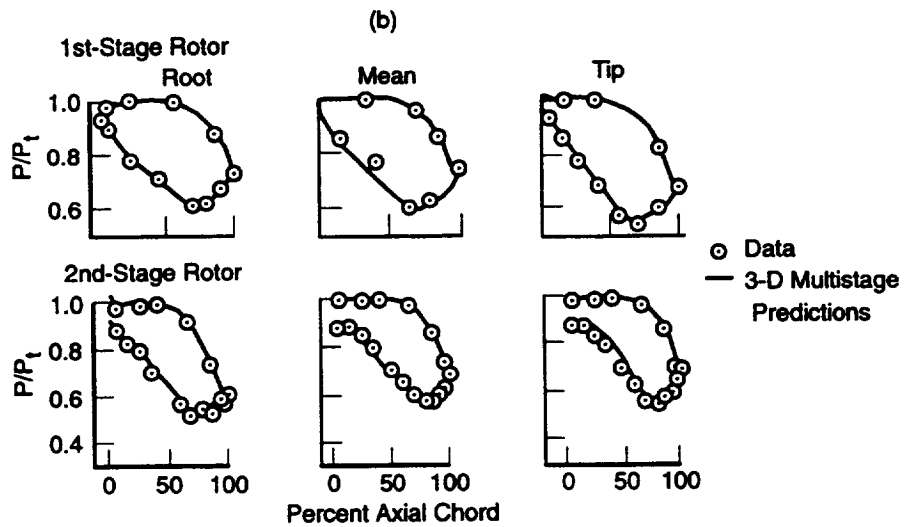 (b)
1st-Stage Rotor
Root
Mean
Tip
1.0
0.8
0.6
P/Pt
Data
3-D Multistage
Predictions
2nd-Stage Rotor
1.0
0.8
0.6
0.4
P/Pt
0 50 100
0 50 100
0 50 100
Percent Axial Chord